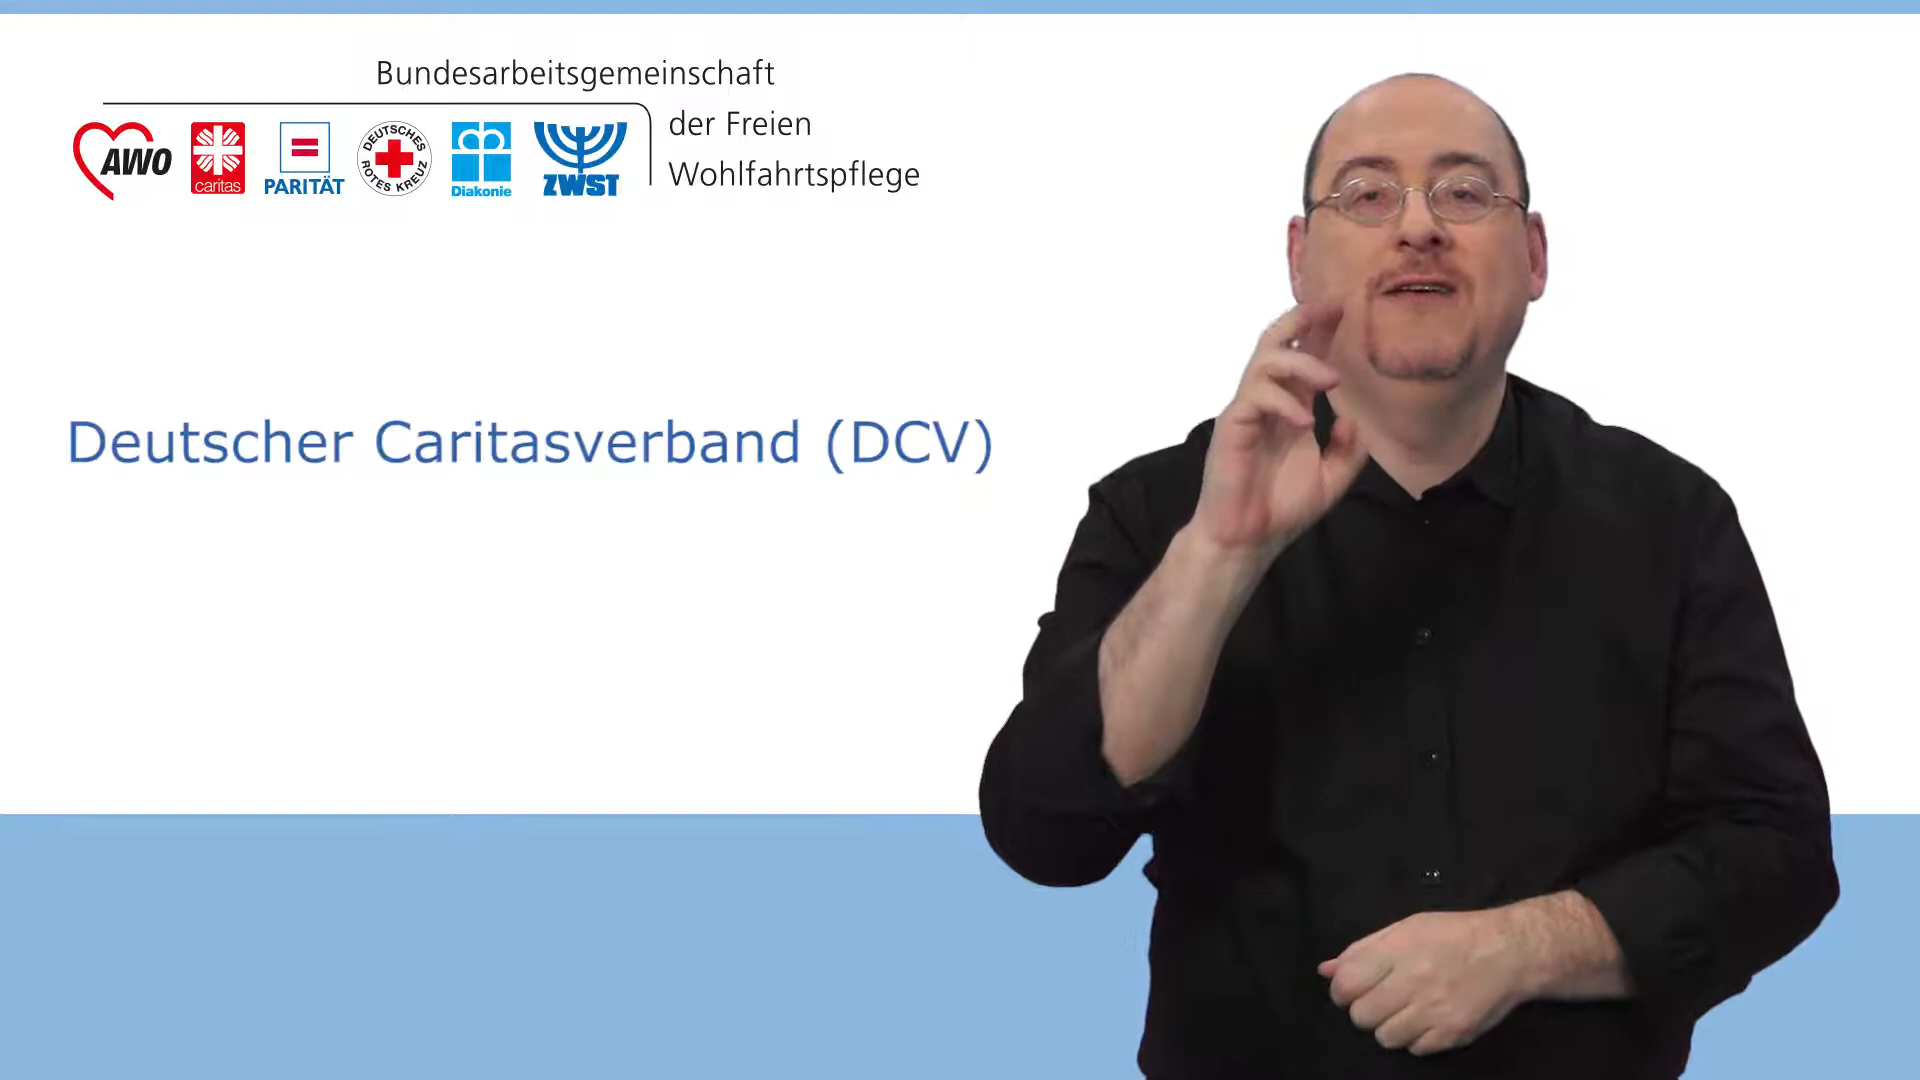 Bundesarbeitsgemeinschaft
der Freien
Wohlfahrtspflege
AWO
caritas
PARITÄT
DEUTSCHES ROTES KREUZ
Diakonie
ZWST
Deutscher Caritasverband (DCV)